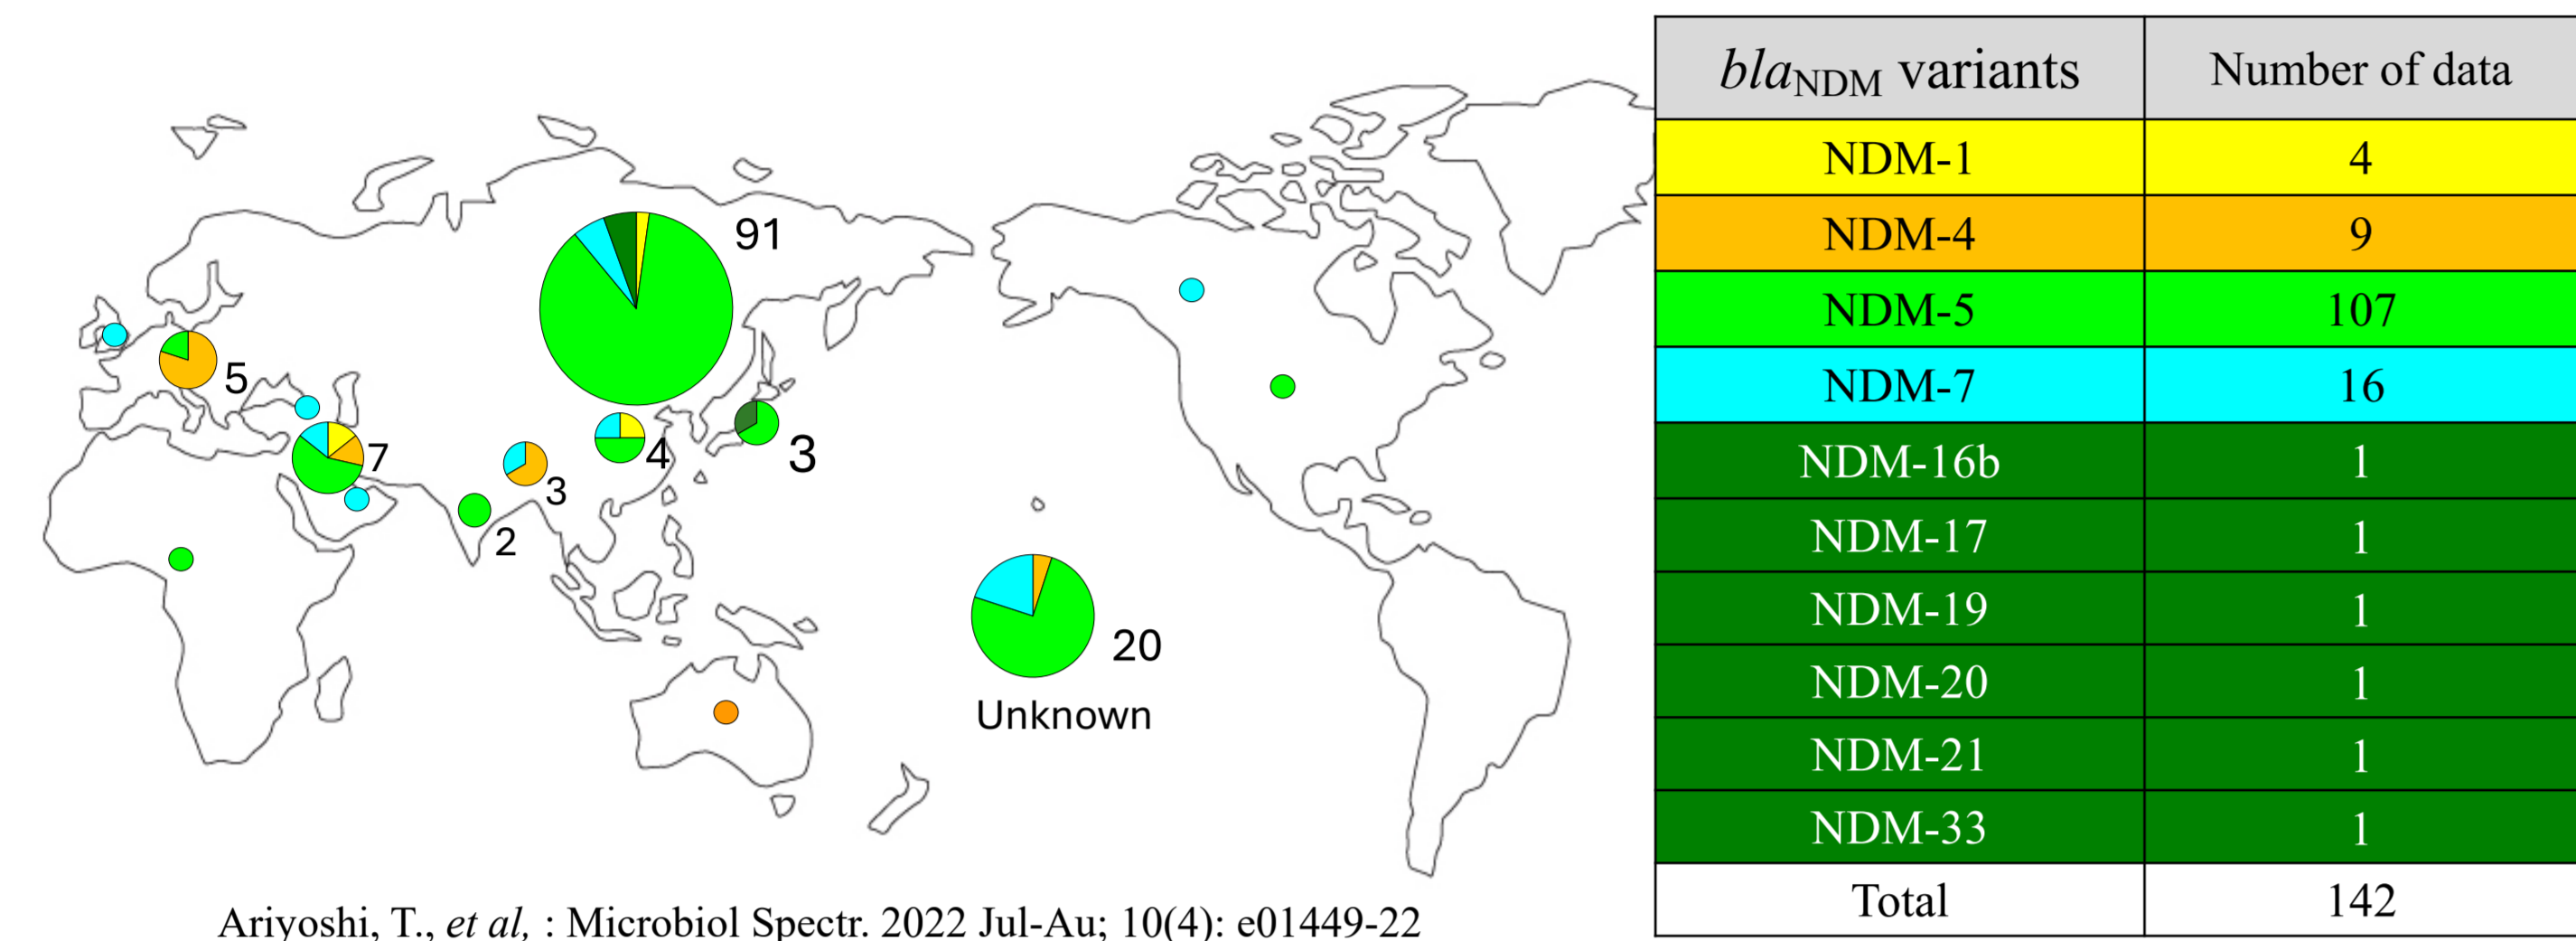 91
5
7
3
2
4
3
20
Unknown
Ariyoshi, T., et al, : Microbiol Spectr. 2022 Jul-Au; 10(4): e01449-22
blaNDM variants Number of data
NDM-1 4
NDM-4 9
NDM-5 107
NDM-7 16
NDM-16b 1
NDM-17 1
NDM-19 1
NDM-20 1
NDM-21 1
NDM-33 1
Total 142